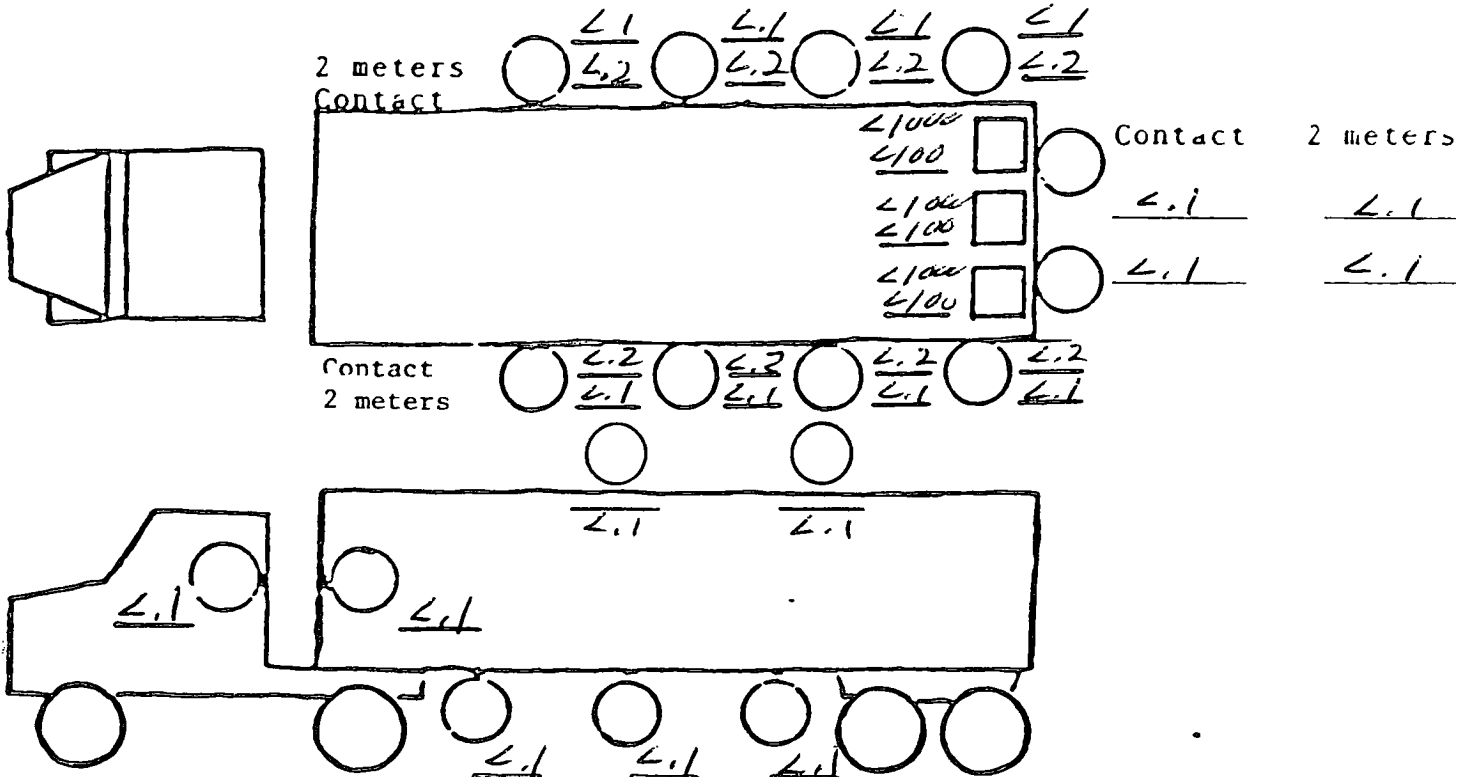 <1 <.1 <1 <1
2 meters <.2 <.2 <.2 <.2
Contact
<1000
<100
Contact 2 meters
<1000
<100
<.1 <.1
<1000
<100
<.1 <.1
Contact <.2 <.2 <.2 <.2
2 meters <.1 <.1 <.1 <.1
<.1 <.1
<.1 <.1
<.1 <.1 <.1